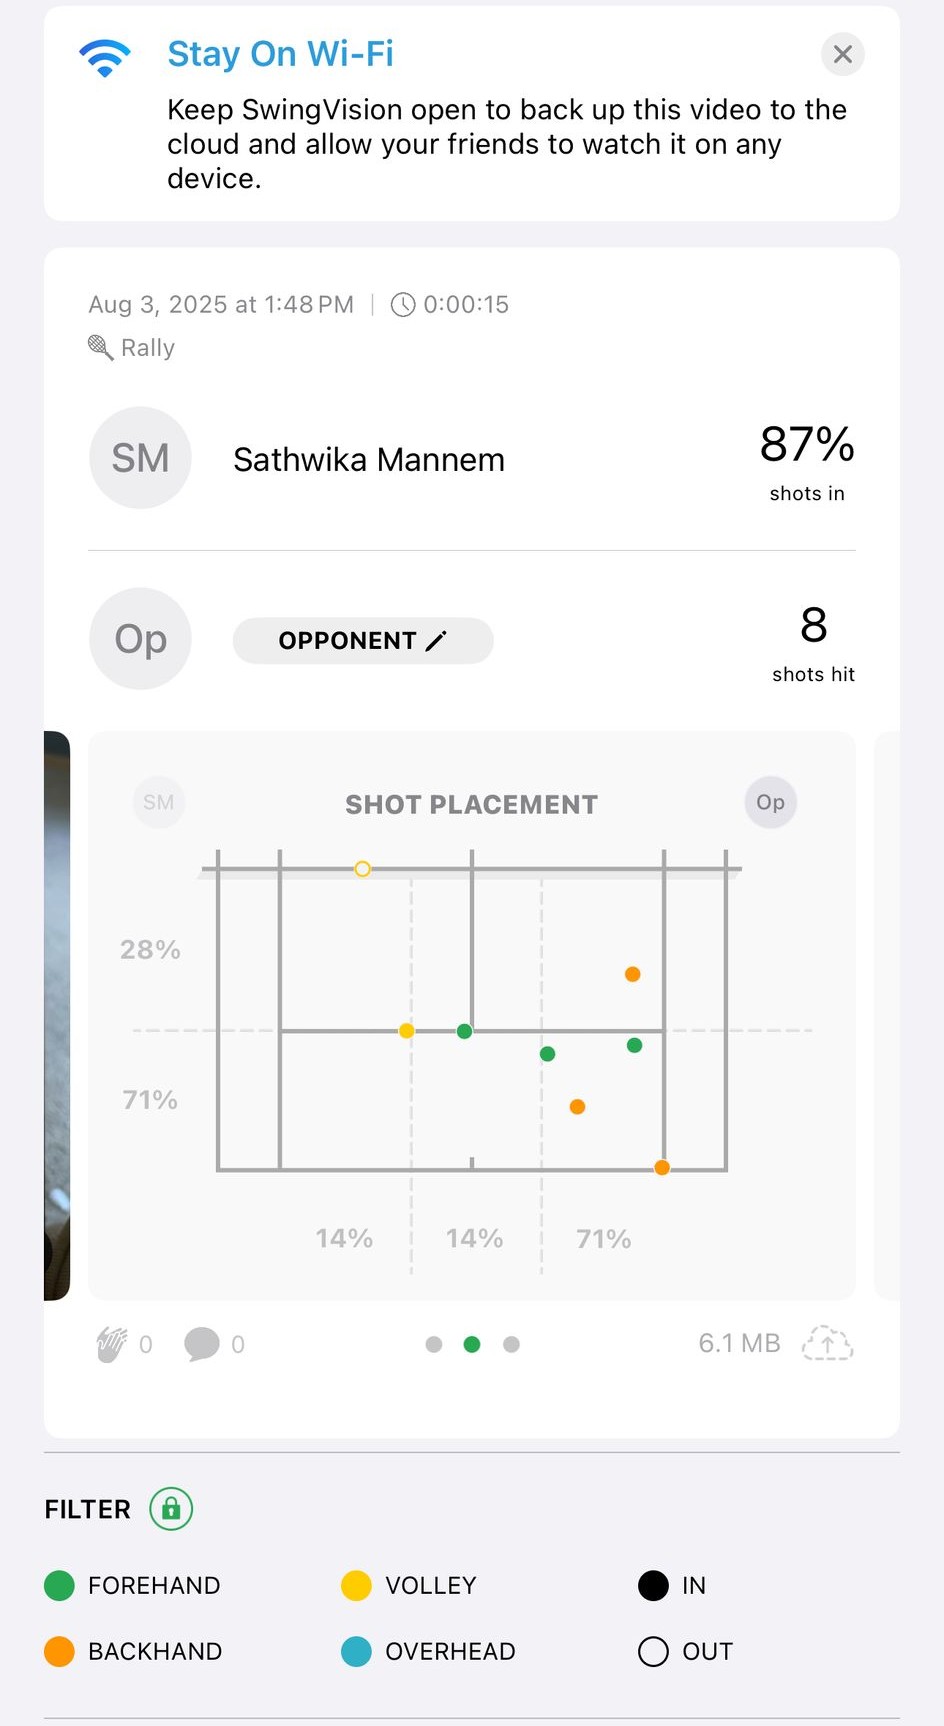 Stay On Wi-Fi
Keep SwingVision open to back up this video to the
cloud and allow your friends to watch it on any
device.
Aug 3, 2025 at 1:48 PM | 0:00:15
Rally
SM
Sathwika Mannem
87%
shots in
Op
OPPONENT
8
shots hit
SM
SHOT PLACEMENT
Op
28%
71%
14%
14%
71%
0
0
6.1 MB
FILTER
FOREHAND
VOLLEY
IN
BACKHAND
OVERHEAD
OUT